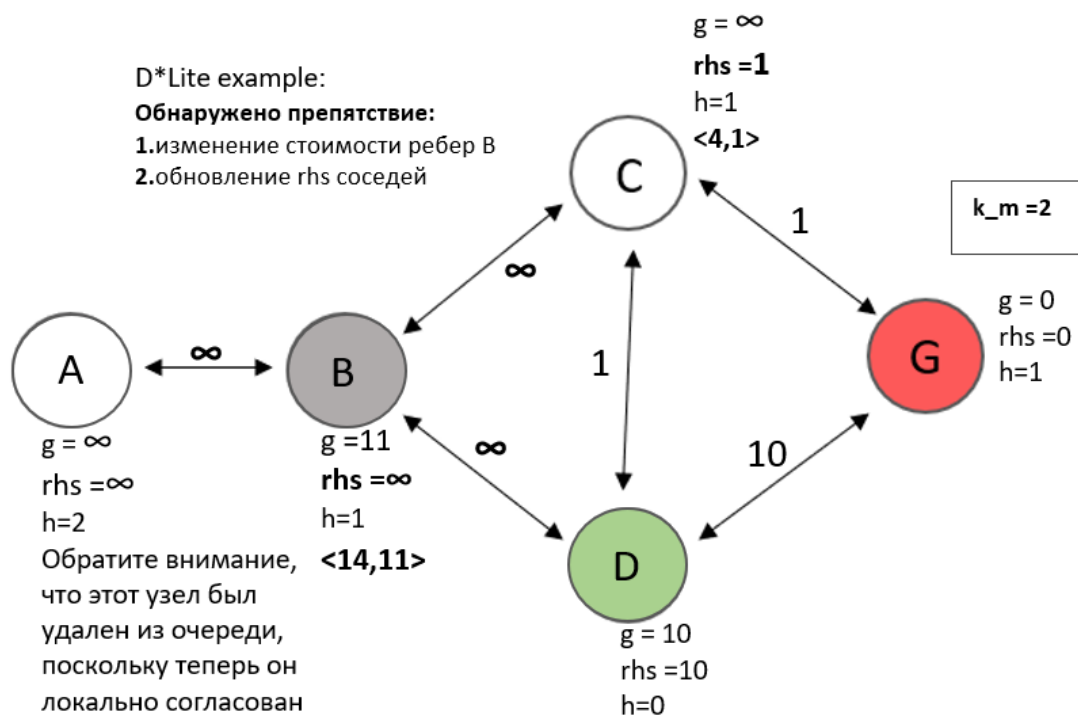 D*Lite example:
Обнаружено препятствие:
1.изменение стоимости ребер B
2.обновление rhs соседей
g = ∞
rhs =1
h=1
<4,1>
C
k_m =2
1
∞
g = 0
rhs =0
h=1
G
A
∞
B
1
g = ∞
rhs =∞
h=2
Обратите внимание,
что этот узел был
удален из очереди,
поскольку теперь он
локально согласован
g =11
rhs =∞
h=1
<14,11>
∞
10
D
g = 10
rhs =10
h=0